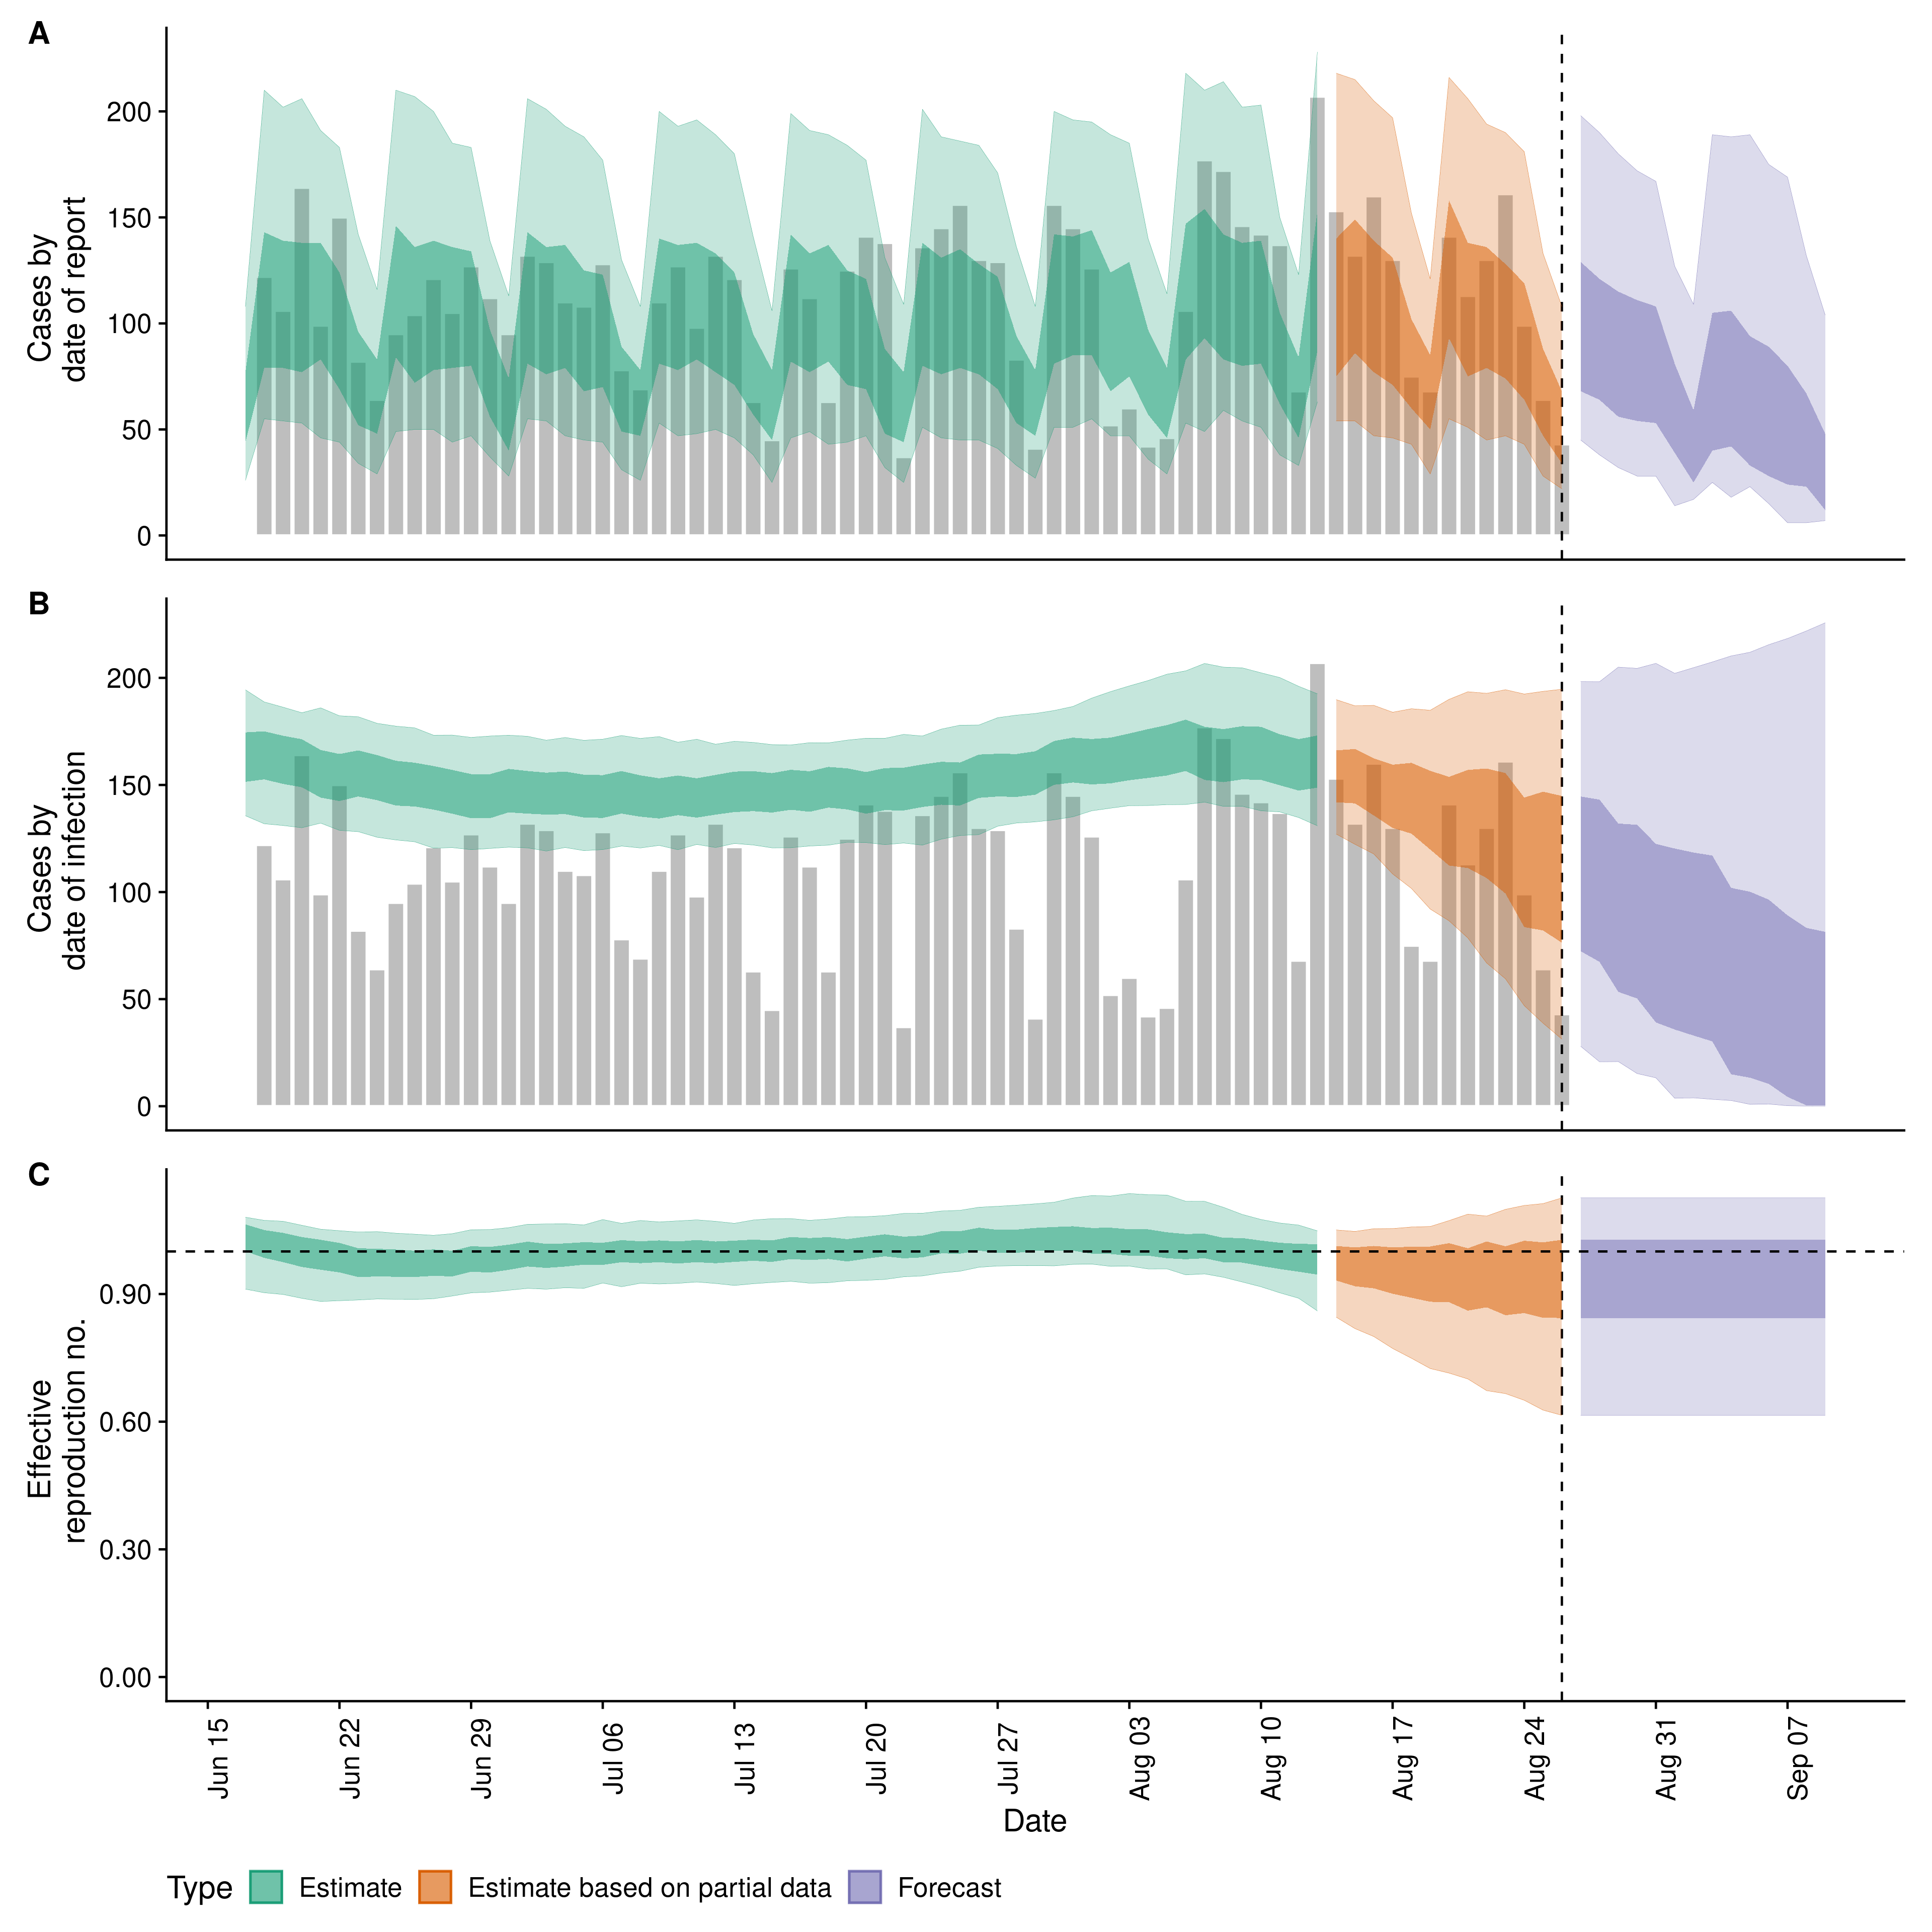 A
Cases by
date of report
200
150
100
50
0
B
Cases by
date of infection
200
150
100
50
0
C
Effective
reproduction no.
0.90
0.60
0.30
0.00
Jun 15
Jun 22
Jun 29
Jul 06
Jul 13
Jul 20
Jul 27
Aug 03
Aug 10
Aug 17
Aug 24
Aug 31
Sep 07
Date
Type Estimate Estimate based on partial data Forecast